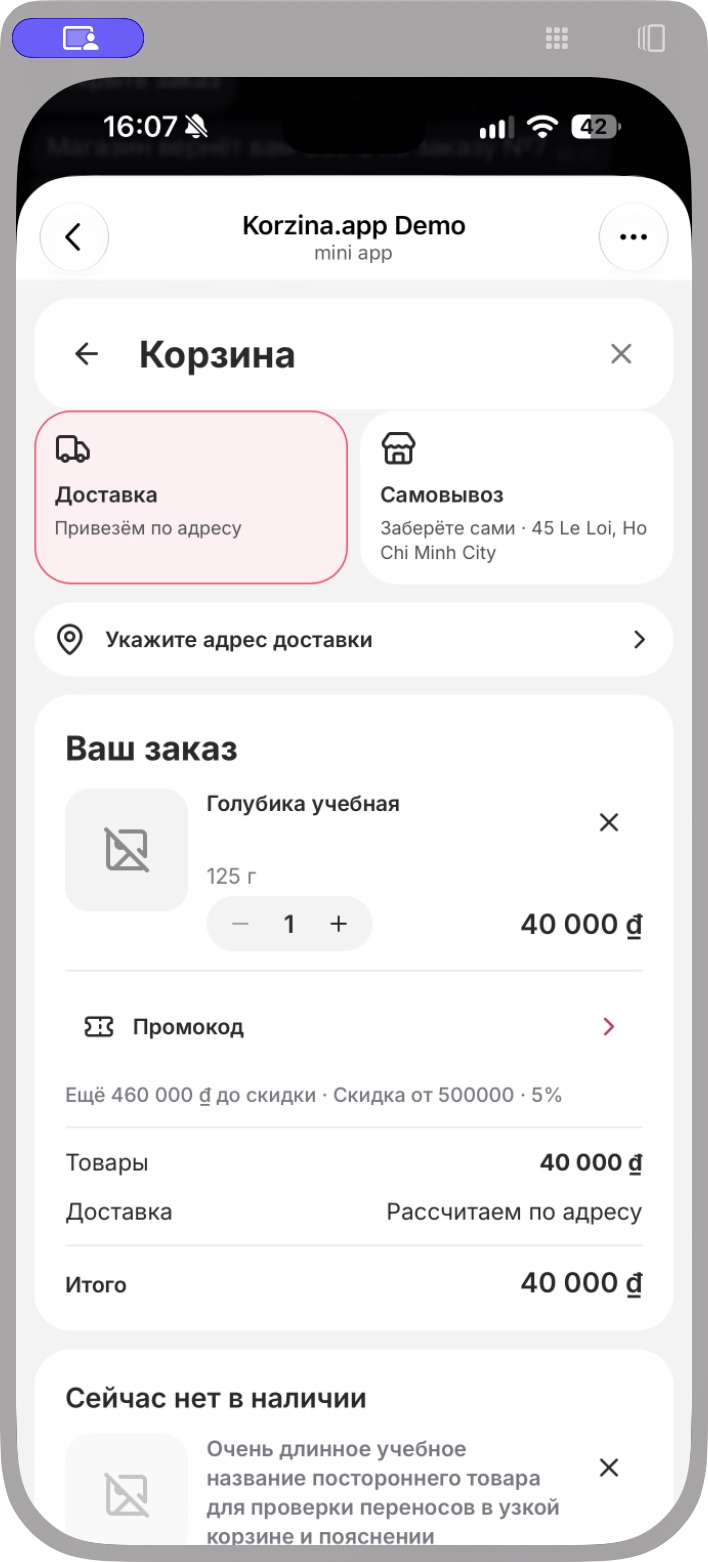 16:07
42
Korzina.app Demo
mini app
Корзина
Доставка
Привезём по адресу
Самовывоз
Заберёте сами · 45 Le Loi, Ho
Chi Minh City
Укажите адрес доставки
Ваш заказ
Голубика учебная
125 г
1
40 000 ₫
Промокод
Ещё 460 000 ₫ до скидки · Скидка от 500000 · 5%
Товары
40 000 ₫
Доставка
Рассчитаем по адресу
Итого
40 000 ₫
Сейчас нет в наличии
Очень длинное учебное
название постороннего товара
для проверки переносов в узкой
корзине и пояснении